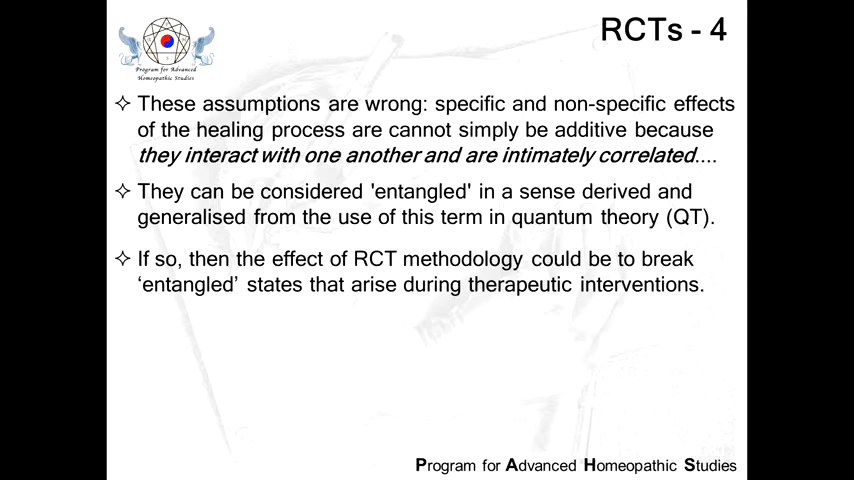 RCTs - 4
Program for Advanced
Homeopathic Studies
✧ These assumptions are wrong: specific and non-specific effects
of the healing process are cannot simply be additive because
they interact with one another and are intimately correlated....
✧ They can be considered 'entangled' in a sense derived and
generalised from the use of this term in quantum theory (QT).
✧ If so, then the effect of RCT methodology could be to break
‘entangled’ states that arise during therapeutic interventions.
Program for Advanced Homeopathic Studies